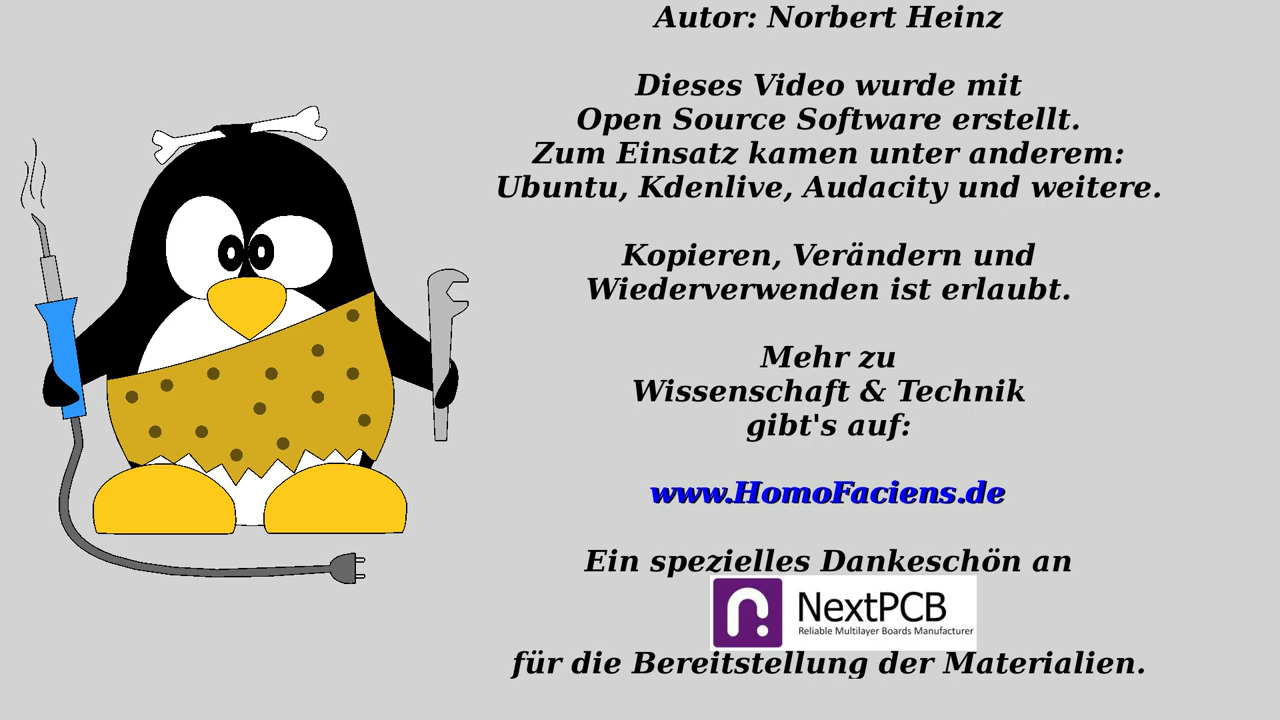 Autor: Norbert Heinz
Dieses Video wurde mit
Open Source Software erstellt.
Zum Einsatz kamen unter anderem:
Ubuntu, Kdenlive, Audacity und weitere.
Kopieren, Verändern und
Wiederverwenden ist erlaubt.
Mehr zu
Wissenschaft & Technik
gibt's auf:
www.HomoFaciens.de
Ein spezielles Dankeschön an
NextPCB
Reliable Multilayer Boards Manufacturer
für die Bereitstellung der Materialien.